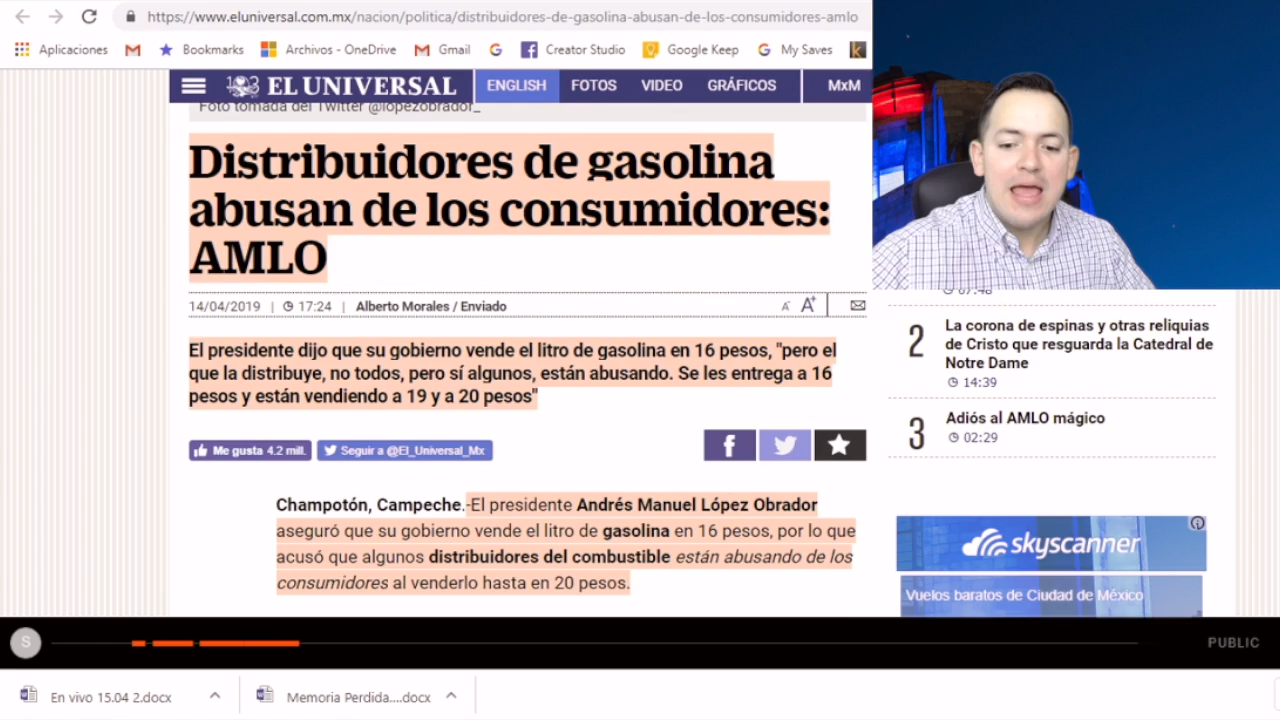 https://www.eluniversal.com.mx/nacion/politica/distribuidores-de-gasolina-abusan-de-los-consumidores-amlo
Aplicaciones Bookmarks Archivos - OneDrive Gmail Creator Studio Google Keep My Saves
103 EL UNIVERSAL ENGLISH FOTOS VIDEO GRÁFICOS MxM
Foto tomada del Twitter @lopezobrador_
Distribuidores de gasolina
abusan de los consumidores:
AMLO
14/04/2019 | 17:24 | Alberto Morales / Enviado A- A+
El presidente dijo que su gobierno vende el litro de gasolina en 16 pesos, "pero el
que la distribuye, no todos, pero sí algunos, están abusando. Se les entrega a 16
pesos y están vendiendo a 19 y a 20 pesos"
Me gusta 4.2 mill. Seguir a @El_Universal_Mx
Champotón, Campeche.-El presidente Andrés Manuel López Obrador
aseguró que su gobierno vende el litro de gasolina en 16 pesos, por lo que
acusó que algunos distribuidores del combustible están abusando de los
consumidores al venderlo hasta en 20 pesos.
2 La corona de espinas y otras reliquias
de Cristo que resguarda la Catedral de
Notre Dame
14:39
3 Adiós al AMLO mágico
02:29
skyscanner
Vuelos baratos de Ciudad de México
S PUBLIC
En vivo 15.04 2.docx Memoria Perdida....docx